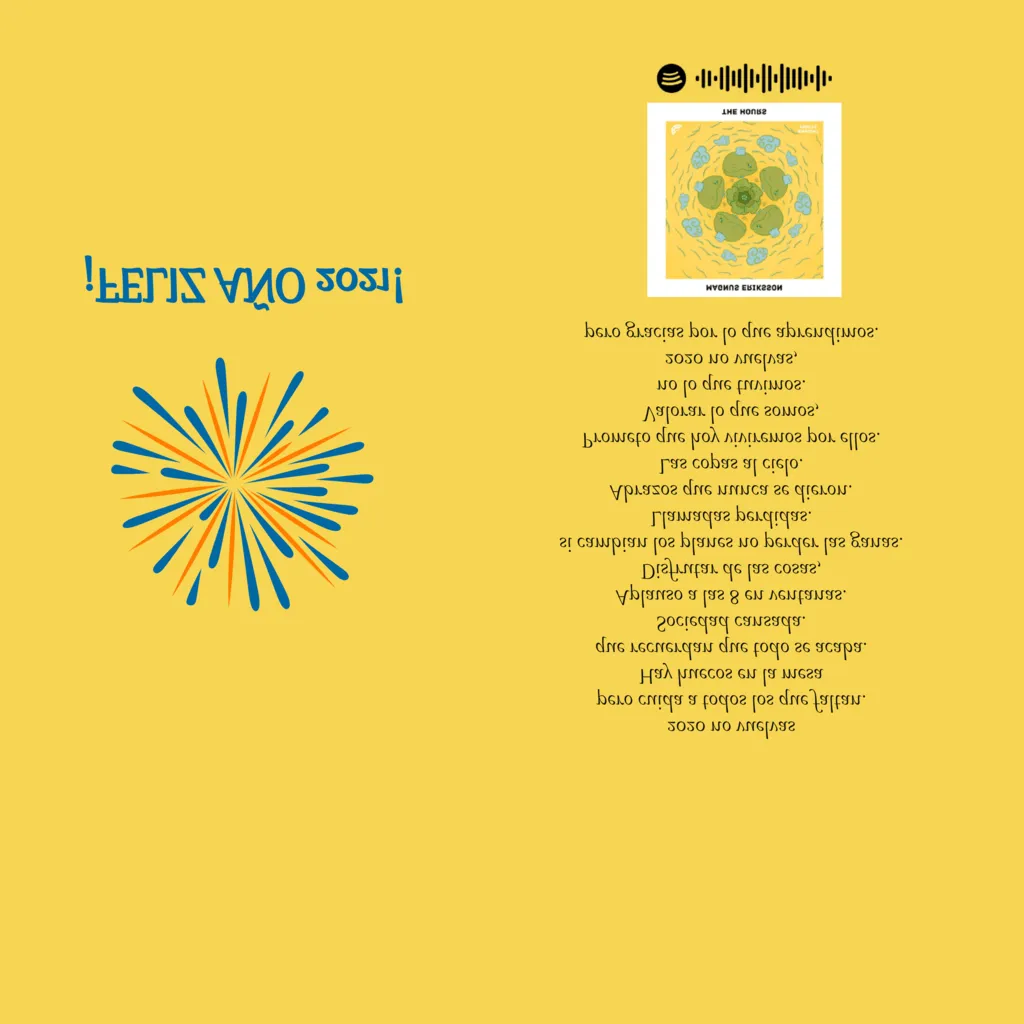 ¡FELIZ AÑO 2021!
2020 no vuelvas
pero cuida a todos los que faltan.
Hay huecos en la mesa
que recuerdan que todo se acaba.
Sociedad cansada.
Aplauso a las 8 en ventanas.
Disfrutar de las cosas,
si cambian los planes no perder las ganas.
Llamadas perdidas.
Abrazos que nunca se dieron.
Las copas al cielo.
Prometo que hoy viviremos por ellos.
Valorar lo que somos,
no lo que tuvimos.
2020 no vuelvas,
pero gracias por lo que aprendimos.
MAGNUS ERIKSSON
THE HOURS